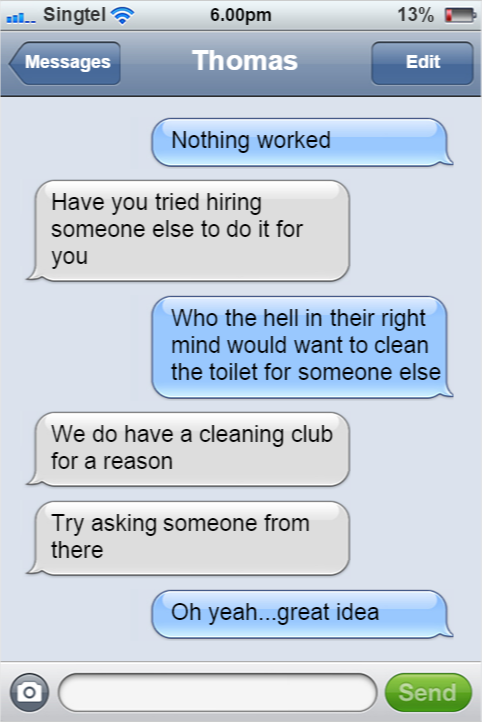 Singtel 6.00pm 13%
Messages Thomas Edit
Nothing worked
Have you tried hiring
someone else to do it for
you
Who the hell in their right
mind would want to clean
the toilet for someone else
We do have a cleaning club
for a reason
Try asking someone from
there
Oh yeah...great idea
Send